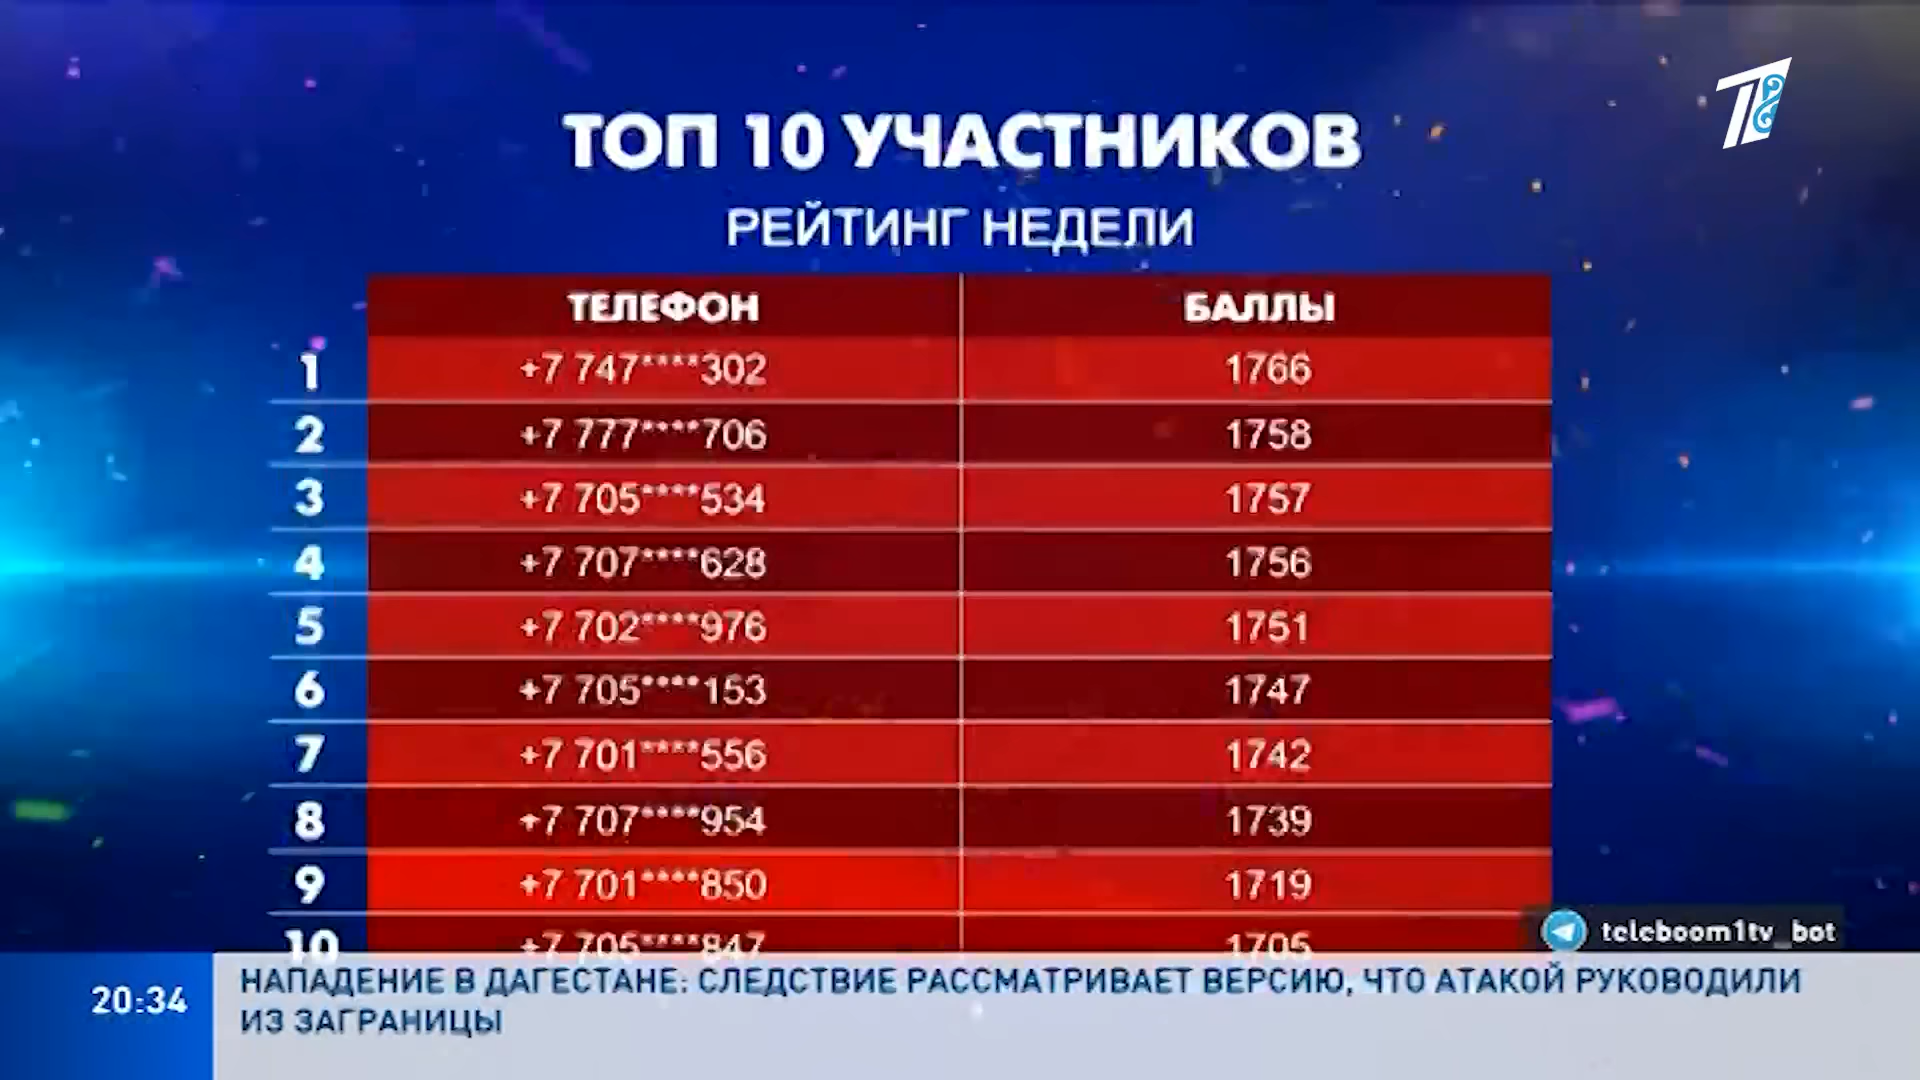 ТОП 10 УЧАСТНИКОВ
РЕЙТИНГ НЕДЕЛИ
ТЕЛЕФОН БАЛЛЫ
1 +7 747****302 1766
2 +7 777****706 1758
3 +7 705****534 1757
4 +7 707****628 1756
5 +7 702****976 1751
6 +7 705****153 1747
7 +7 701****556 1742
8 +7 707****954 1739
9 +7 701****850 1719
10 +7 705****847 1705
teleboom1tv_bot
20:34
НАПАДЕНИЕ В ДАГЕСТАНЕ: СЛЕДСТВИЕ РАССМАТРИВАЕТ ВЕРСИЮ, ЧТО АТАКОЙ РУКОВОДИЛИ
ИЗ ЗАГРАНИЦЫ